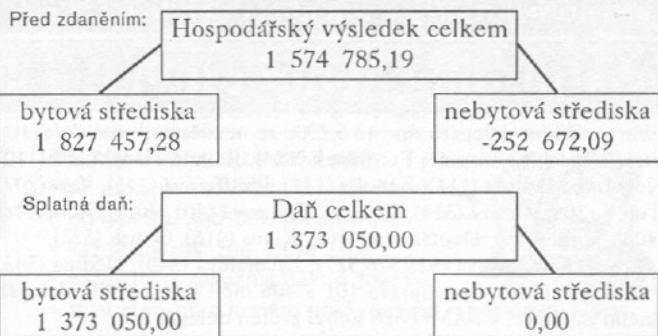 Před zdaněním:
Hospodářský výsledek celkem
1 574 785,19
bytová střediska
1 827 457,28
nebytová střediska
-252 672,09
Splatná daň:
Daň celkem
1 373 050,00
bytová střediska
1 373 050,00
nebytová střediska
0,00